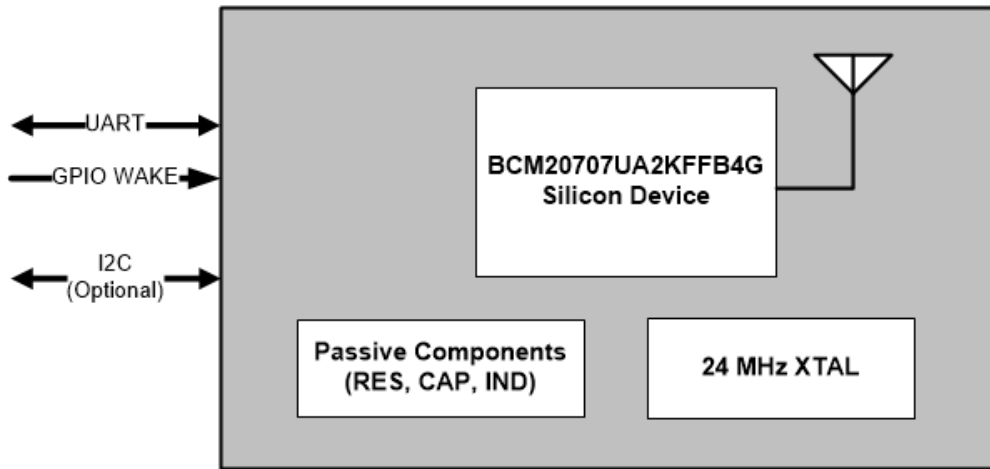 UART
GPIO WAKE
I2C
(Optional)
BCM20707UA2KFFB4G
Silicon Device
Passive Components
(RES, CAP, IND)
24 MHz XTAL